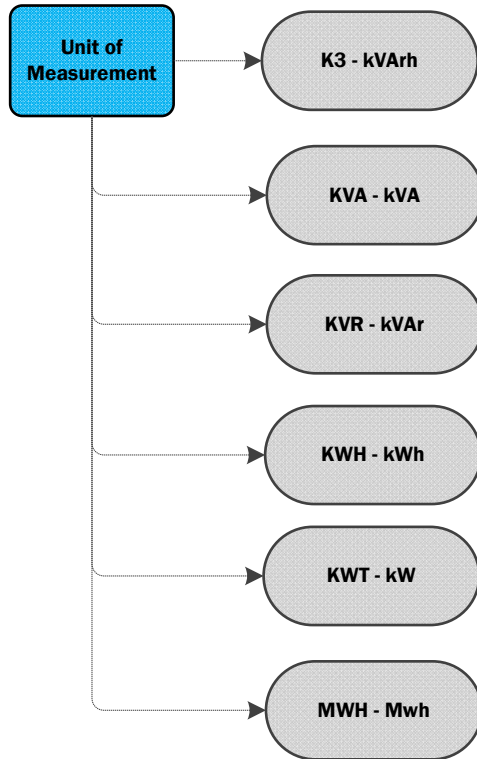 Unit of
Measurement
K3 - kVArh
KVA - kVA
KVR - kVAr
KWH - kWh
KWT - kW
MWH - Mwh